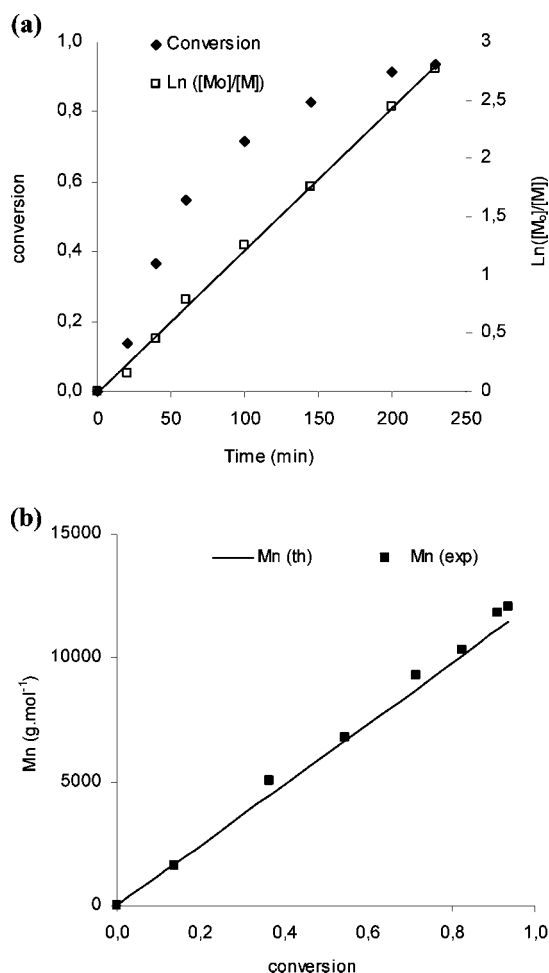 (a)
1,0
0,8
0,6
0,4
0,2
0,0
conversion
Conversion
Ln ([Mo]/[M])
3
2,5
2
1,5
1
0,5
0
Ln([Mₒ]/[M])
0
50
100
150
200
250
Time (min)
(b)
15000
10000
5000
0
Mn (g.mol⁻¹)
Mn (th)
Mn (exp)
0,0
0,2
0,4
0,6
0,8
1,0
conversion